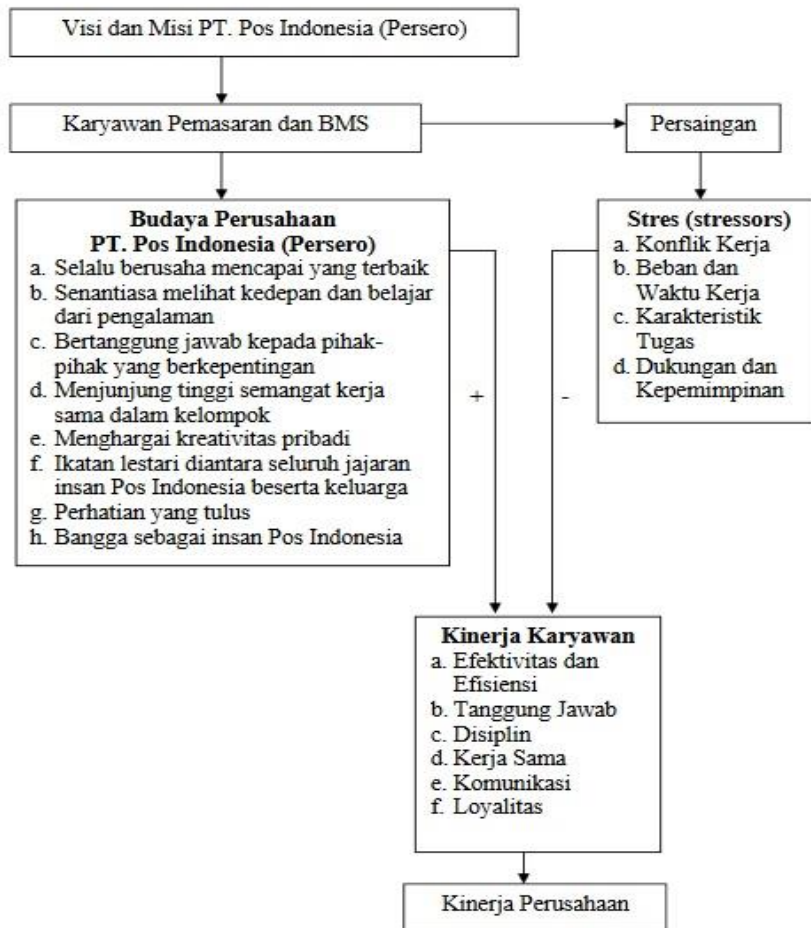 Visi dan Misi PT. Pos Indonesia (Persero)
Karyawan Pemasaran dan BMS
Persaingan
Budaya Perusahaan
PT. Pos Indonesia (Persero)
a. Selalu berusaha mencapai yang terbaik
b. Senantiasa melihat kedepan dan belajar
dari pengalaman
c. Bertanggung jawab kepada pihak-
pihak yang berkepentingan
d. Menjunjung tinggi semangat kerja
sama dalam kelompok
e. Menghargai kreativitas pribadi
f. Ikatan lestari diantara seluruh jajaran
insan Pos Indonesia beserta keluarga
g. Perhatian yang tulus
h. Bangga sebagai insan Pos Indonesia
Stres (stressors)
a. Konflik Kerja
b. Beban dan
Waktu Kerja
c. Karakteristik
Tugas
d. Dukungan dan
Kepemimpinan
+
-
Kinerja Karyawan
a. Efektivitas dan
Efisiensi
b. Tanggung Jawab
c. Disiplin
d. Kerja Sama
e. Komunikasi
f. Loyalitas
Kinerja Perusahaan